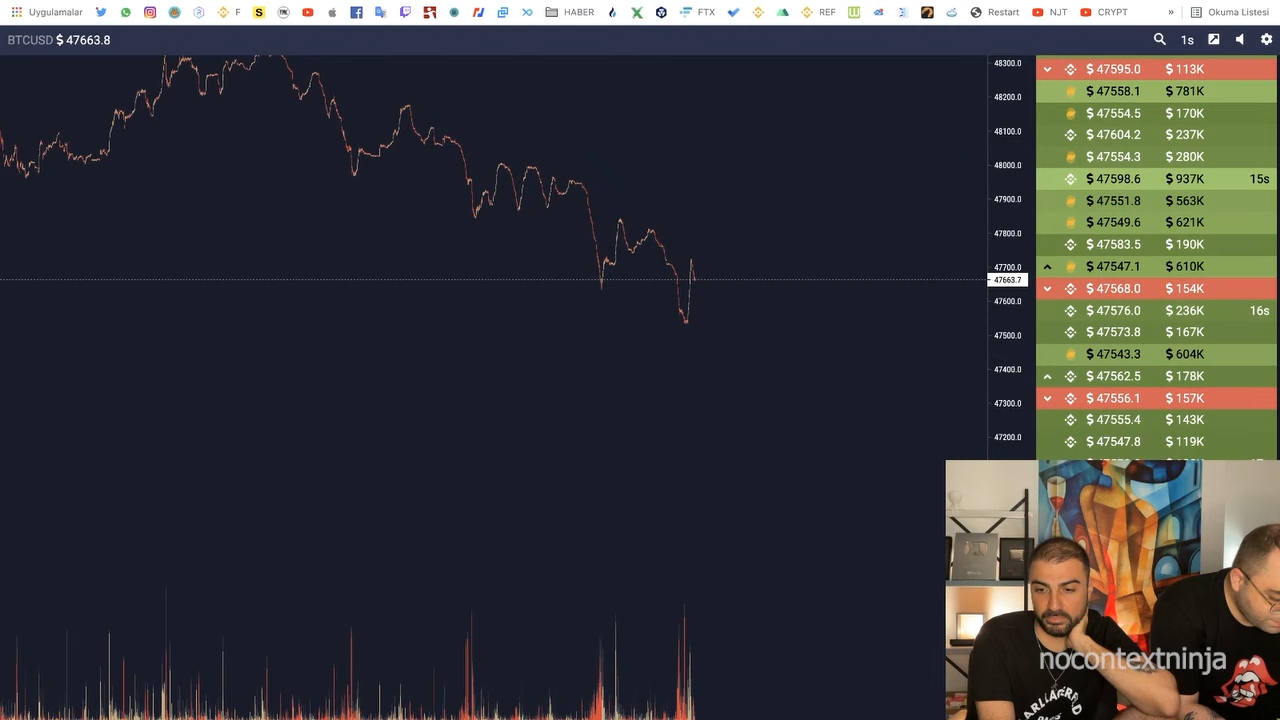 Uygulamalar F HABER FTX REF Restart NJT CRYPT » Okuma Listesi
BTCUSD $ 47663.8 1s
48300.0
48200.0
48100.0
48000.0
47900.0
47800.0
47700.0
47663.7
47600.0
47500.0
47400.0
47300.0
47200.0
$ 47595.0 $ 113K
$ 47558.1 $ 781K
$ 47554.5 $ 170K
$ 47604.2 $ 237K
$ 47554.3 $ 280K
$ 47598.6 $ 937K 15s
$ 47551.8 $ 563K
$ 47549.6 $ 621K
$ 47583.5 $ 190K
$ 47547.1 $ 610K
$ 47568.0 $ 154K
$ 47576.0 $ 236K 16s
$ 47573.8 $ 167K
$ 47543.3 $ 604K
$ 47562.5 $ 178K
$ 47556.1 $ 157K
$ 47555.4 $ 143K
$ 47547.8 $ 119K
nocontextninja